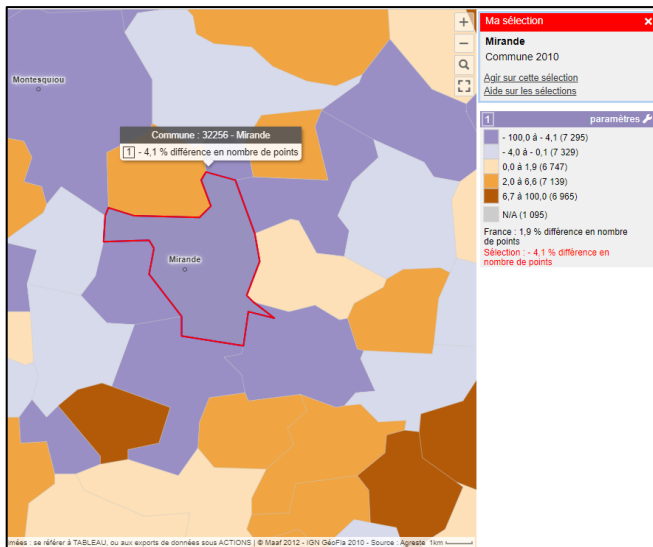 Montesquiou
Commune : 32256 - Mirande
1 - 4,1 % différence en nombre de points
Mirande
+
−
Ma sélection ×
Mirande
Commune 2010
Agir sur cette sélection
Aide sur les sélections
1 paramètres
- 100,0 à - 4,1 (7 295)
- 4,0 à - 0,1 (7 329)
0,0 à 1,9 (6 747)
2,0 à 6,6 (7 139)
6,7 à 100,0 (6 965)
N/A (1 095)
France : 1,9 % différence en nombre
de points
Sélection : - 4,1 % différence en
nombre de points
imées : se référer à TABLEAU, ou aux exports de données sous ACTIONS | © Maaf 2012 - IGN GéoFla 2010 - Source : Agreste 1km